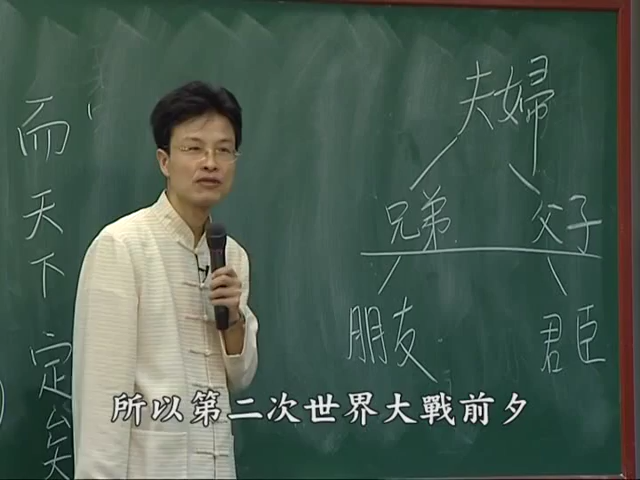 夫婦
兄弟 父子
朋友 君臣
而天下定矣
所以第二次世界大戰前夕